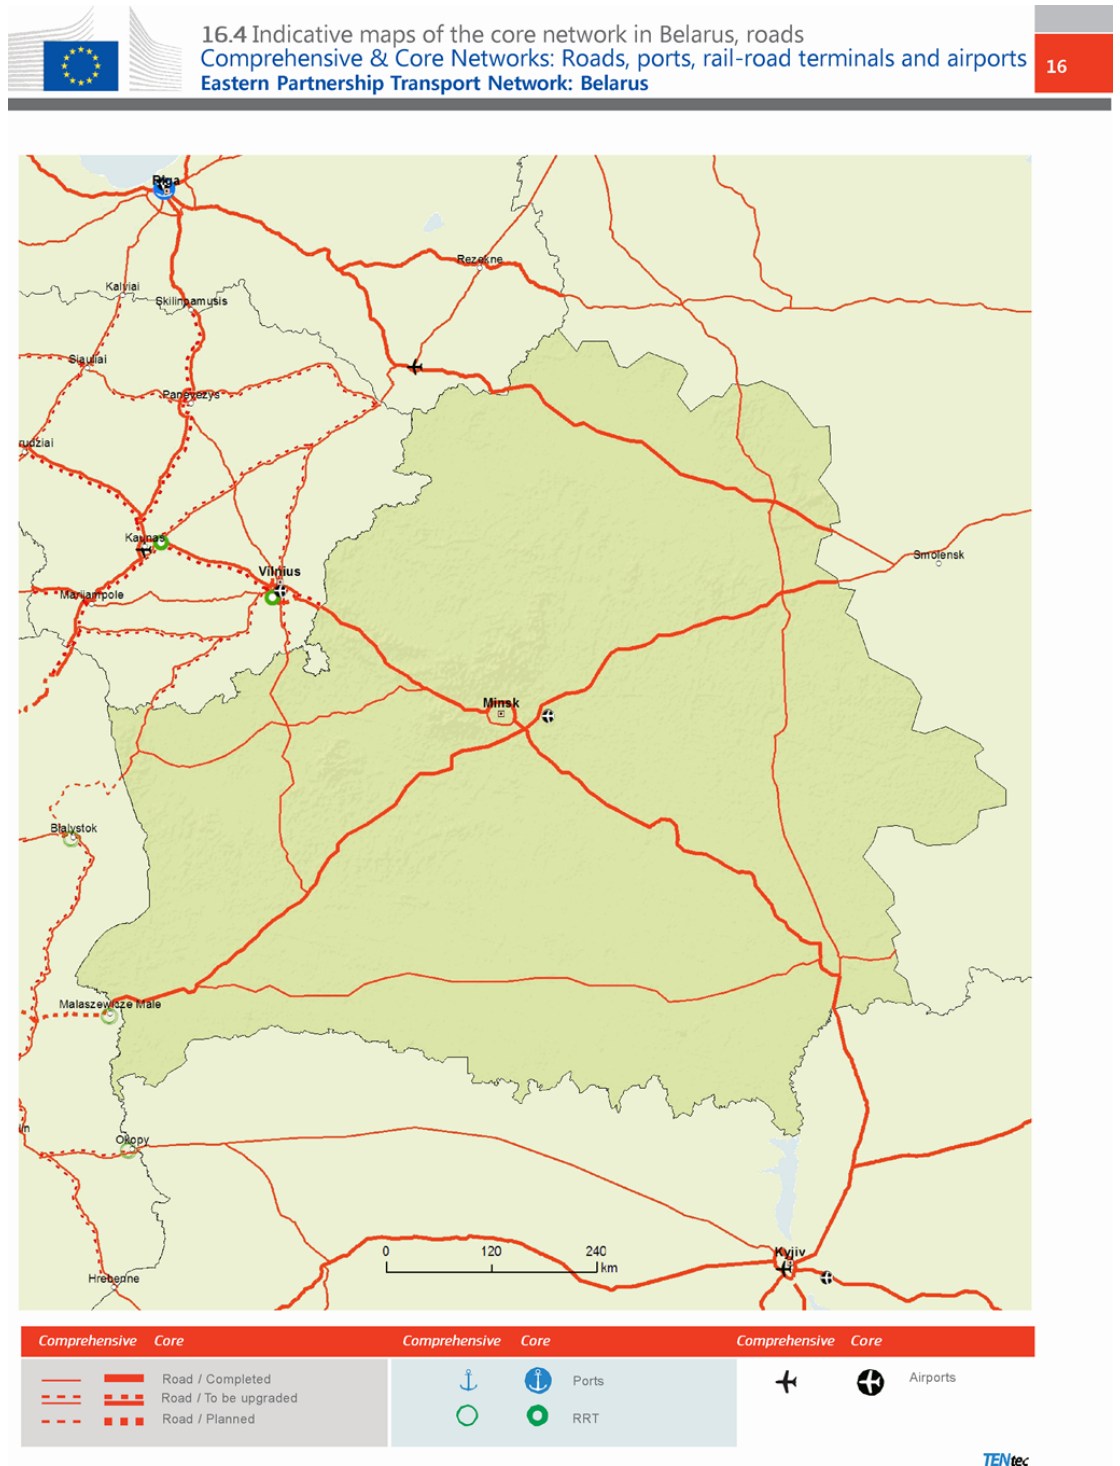 16.4 Indicative maps of the core network in Belarus, roads
Comprehensive & Core Networks: Roads, ports, rail-road terminals and airports
16
Eastern Partnership Transport Network: Belarus
Riga
Rezekne
Kalviai
Skilinpamusis
Siauliai
Panevezys
rudziai
Kaunas
Smolensk
Vilnius
Marijampole
Minsk
Bialystok
Malaszewicze Male
lin
Okopy
Kyjiv
0 120 240
km
Hrebenne
Comprehensive Core Comprehensive Core Comprehensive Core
Road / Completed Ports Airports
Road / To be upgraded
Road / Planned RRT
TENtec